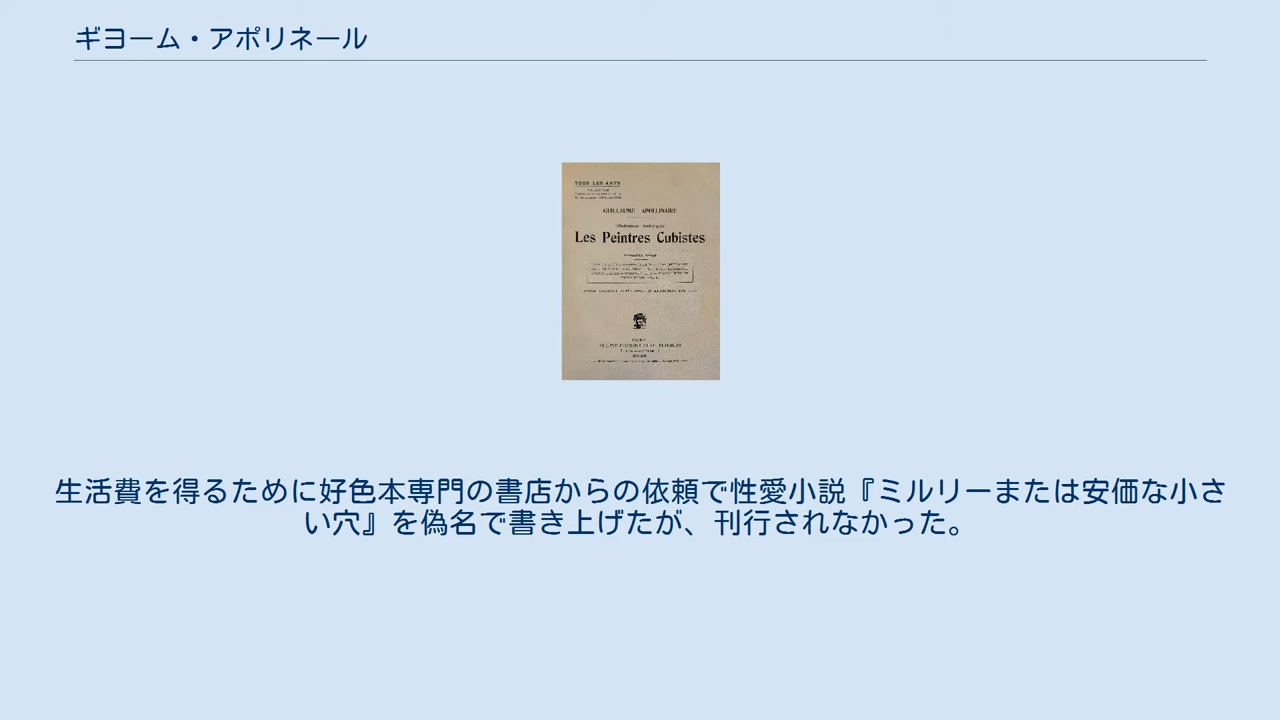 ギヨーム・アポリネール
TOUS LES ARTS
GUILLAUME APOLLINAIRE
Les Peintres Cubistes
生活費を得るために好色本専門の書店からの依頼で性愛小説『ミルリーまたは安価な小さ
い穴』を偽名で書き上げたが、刊行されなかった。